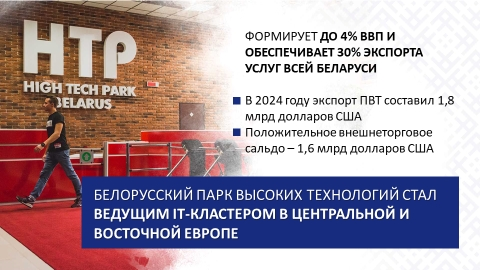 HTP
HIGH TECH PARK
BELARUS
ФОРМИРУЕТ ДО 4% ВВП И
ОБЕСПЕЧИВАЕТ 30% ЭКСПОРТА
УСЛУГ ВСЕЙ БЕЛАРУСИ
В 2024 году экспорт ПВТ составил 1,8
млрд долларов США
Положительное внешнеторговое
сальдо – 1,6 млрд долларов США
БЕЛОРУССКИЙ ПАРК ВЫСОКИХ ТЕХНОЛОГИЙ СТАЛ
ВЕДУЩИМ IT-КЛАСТЕРОМ В ЦЕНТРАЛЬНОЙ И
ВОСТОЧНОЙ ЕВРОПЕ